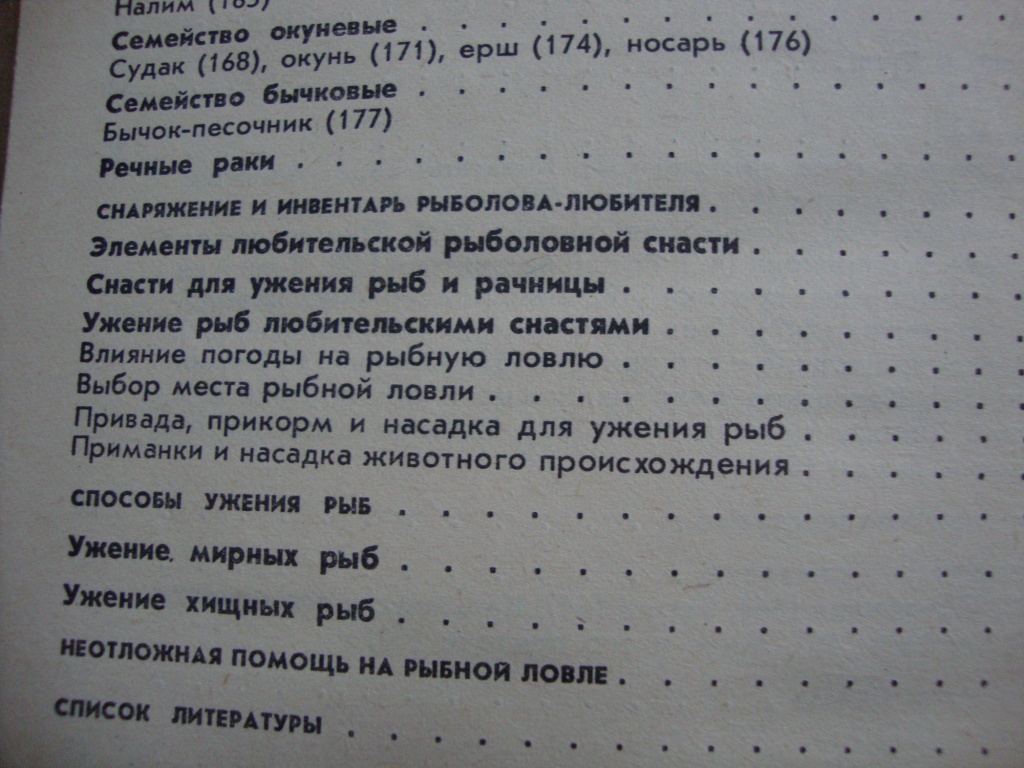 Налим (165)
Семейство окуневые . . . . . . . . . . . . . . .
Судак (168), окунь (171), ерш (174), носарь (176)
Семейство бычковые . . . . . . . . . . . . . . .
Бычок-песочник (177)
Речные раки . . . . . . . . . . . . . . . . . .
СНАРЯЖЕНИЕ И ИНВЕНТАРЬ РЫБОЛОВА-ЛЮБИТЕЛЯ . . . . . . . .
Элементы любительской рыболовной снасти . . . . . . .
Снасти для ужения рыб и рачницы . . . . . . . . . .
Ужение рыб любительскими снастями . . . . . . . . .
Влияние погоды на рыбную ловлю . . . . . . . . . .
Выбор места рыбной ловли . . . . . . . . . . . . .
Привада, прикорм и насадка для ужения рыб . . . . . .
Приманки и насадка животного происхождения . . . . . .
СПОСОБЫ УЖЕНИЯ РЫБ . . . . . . . . . . . . . . .
Ужение мирных рыб . . . . . . . . . . . . . . .
Ужение хищных рыб . . . . . . . . . . . . . . .
НЕОТЛОЖНАЯ ПОМОЩЬ НА РЫБНОЙ ЛОВЛЕ . . . . . . . . . .
СПИСОК ЛИТЕРАТУРЫ . . . . . . . . . . . . . . . .